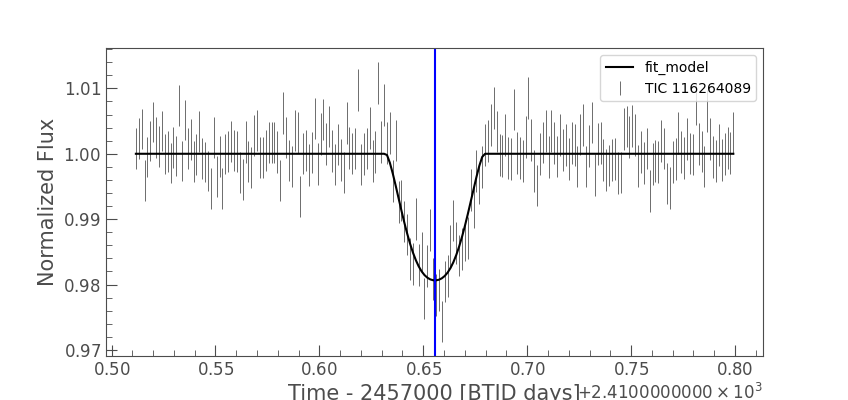 fit_model
TIC 116264089
1.01
1.00
0.99
0.98
0.97
Normalized Flux
0.50 0.55 0.60 0.65 0.70 0.75 0.80
Time - 2457000 [BTJD days]
+2.4100000000 × 10³